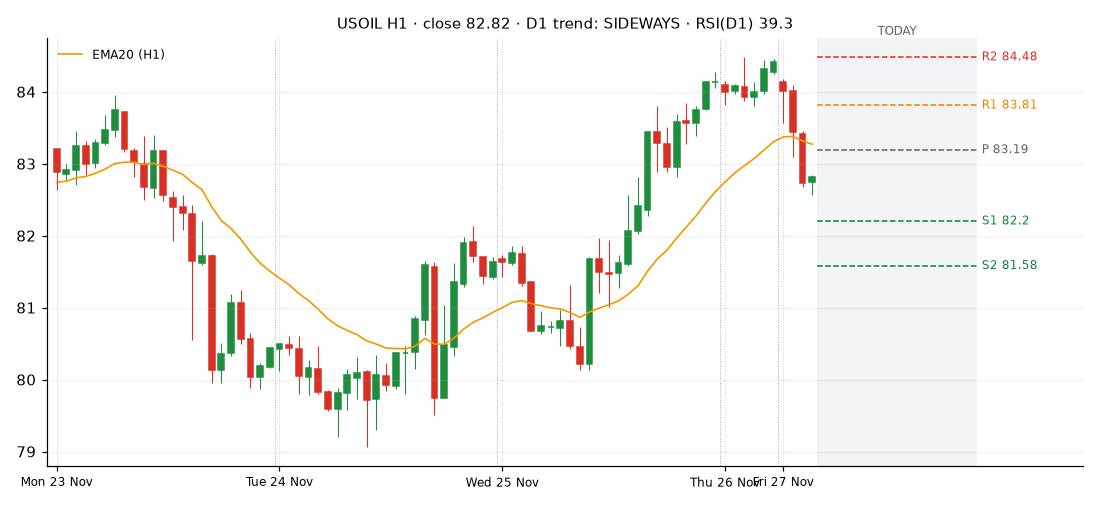 USOIL H1 · close 82.82 · D1 trend: SIDEWAYS · RSI(D1) 39.3
TODAY
EMA20 (H1)
R2 84.48
R1 83.81
P 83.19
S1 82.2
S2 81.58
84
83
82
81
80
79
Mon 23 Nov
Tue 24 Nov
Wed 25 Nov
Thu 26 Nov
Fri 27 Nov